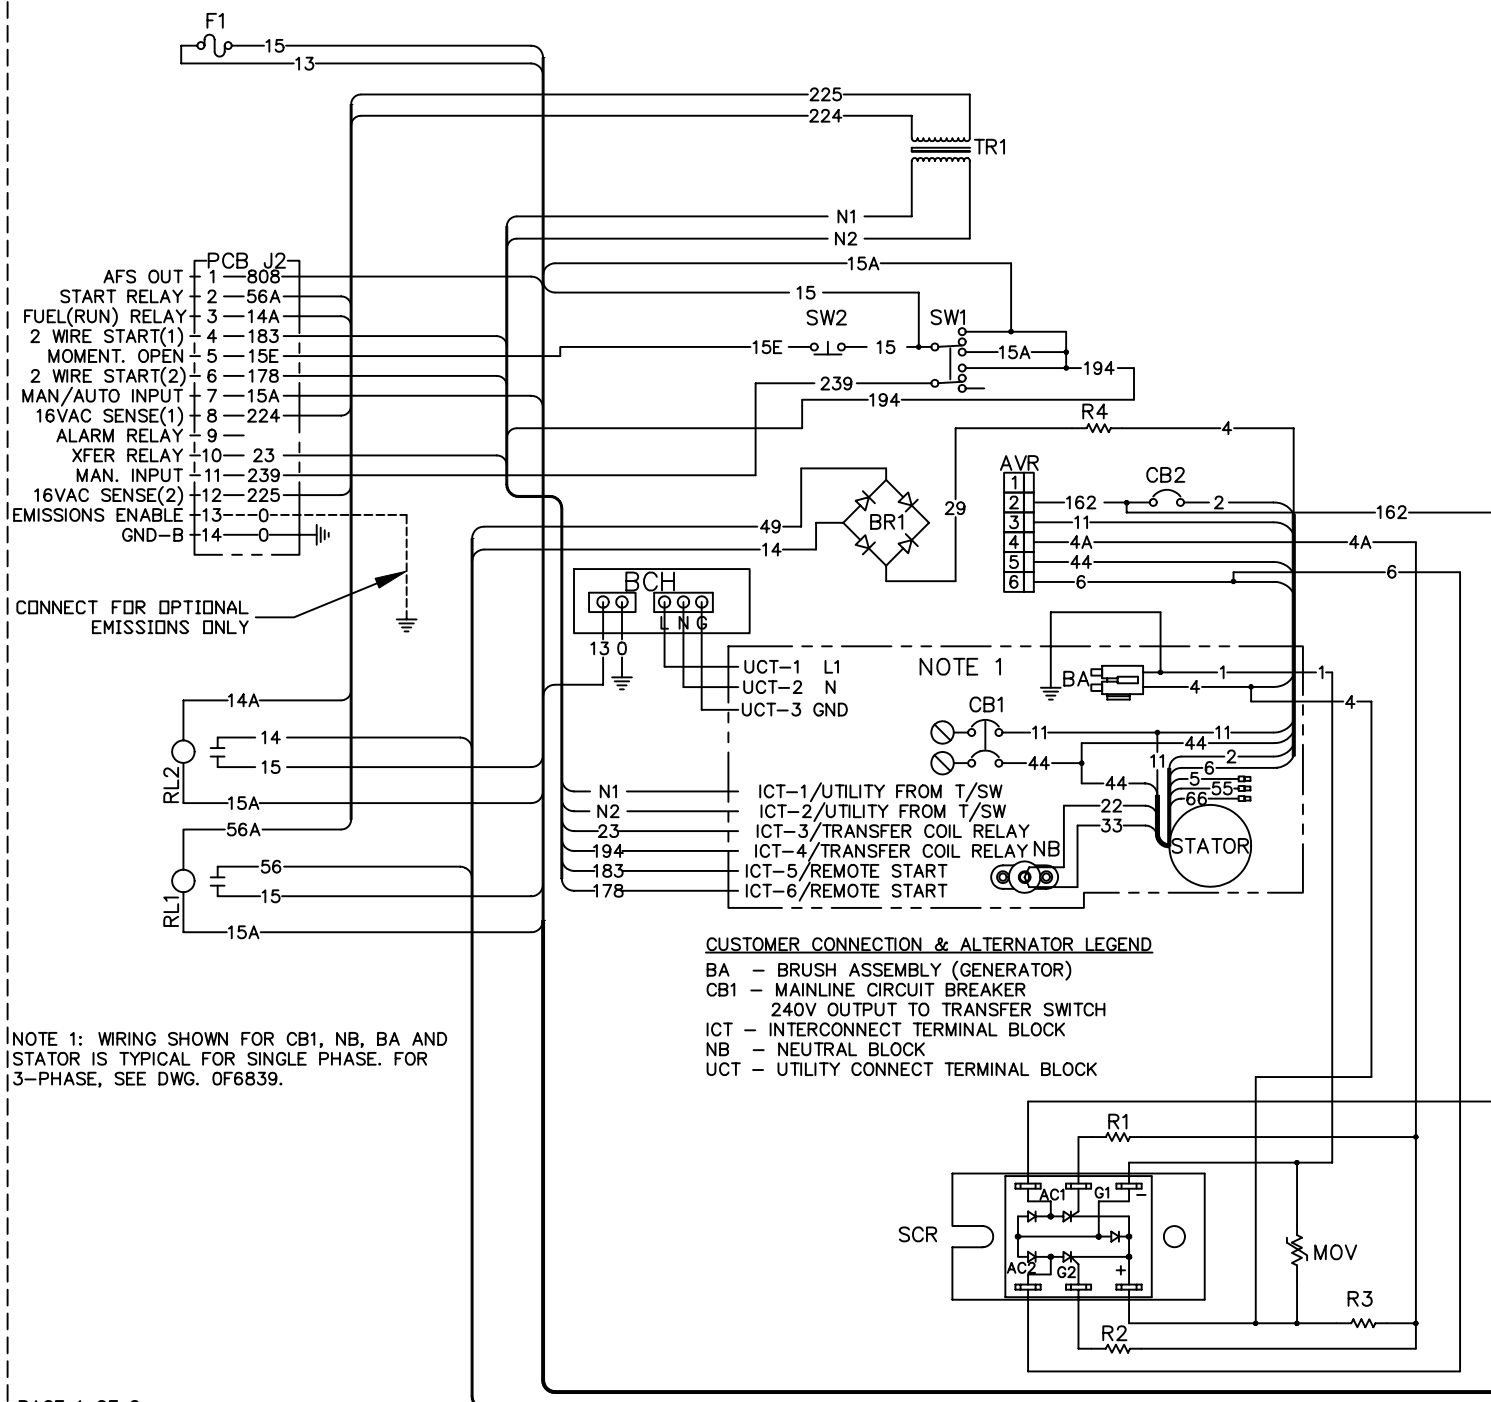 F1
15
13
225
224
TR1
N1
N2
15A
15
PCB J2
AFS OUT 1 808
START RELAY 2 56A
FUEL(RUN) RELAY 3 14A
2 WIRE START(1) 4 183
MOMENT. OPEN 5 15E
2 WIRE START(2) 6 178
MAN/AUTO INPUT 7 15A
16VAC SENSE(1) 8 224
ALARM RELAY 9
XFER RELAY 10 23
MAN. INPUT 11 239
16VAC SENSE(2) 12 225
EMISSIONS ENABLE 13 0
GND-B 14 0
SW2 SW1
15E 15 15A
194
239
194
R4
4
AVR
1
2 162
3 11
4 4A
5 44
6 6
CB2
2
162
4A
6
BR1
29
49
14
CONNECT FOR OPTIONAL
EMISSIONS ONLY
BCH
L N G
13 0
UCT-1 L1
UCT-2 N
UCT-3 GND
NOTE 1
BA
1 1
4 4
CB1
11 11
44 44
11
44
2
6
5
55
66
22
33
STATOR
NB
14A
14
15
RL2
15A
56A
56
15
RL1
15A
N1 ICT-1/UTILITY FROM T/SW
N2 ICT-2/UTILITY FROM T/SW
23 ICT-3/TRANSFER COIL RELAY
194 ICT-4/TRANSFER COIL RELAY
183 ICT-5/REMOTE START
178 ICT-6/REMOTE START
CUSTOMER CONNECTION & ALTERNATOR LEGEND
BA - BRUSH ASSEMBLY (GENERATOR)
CB1 - MAINLINE CIRCUIT BREAKER
240V OUTPUT TO TRANSFER SWITCH
ICT - INTERCONNECT TERMINAL BLOCK
NB - NEUTRAL BLOCK
UCT - UTILITY CONNECT TERMINAL BLOCK
NOTE 1: WIRING SHOWN FOR CB1, NB, BA AND
STATOR IS TYPICAL FOR SINGLE PHASE. FOR
3-PHASE, SEE DWG. 0F6839.
R1
AC1 G1 -
SCR
AC2 G2 +
MOV
R3
R2